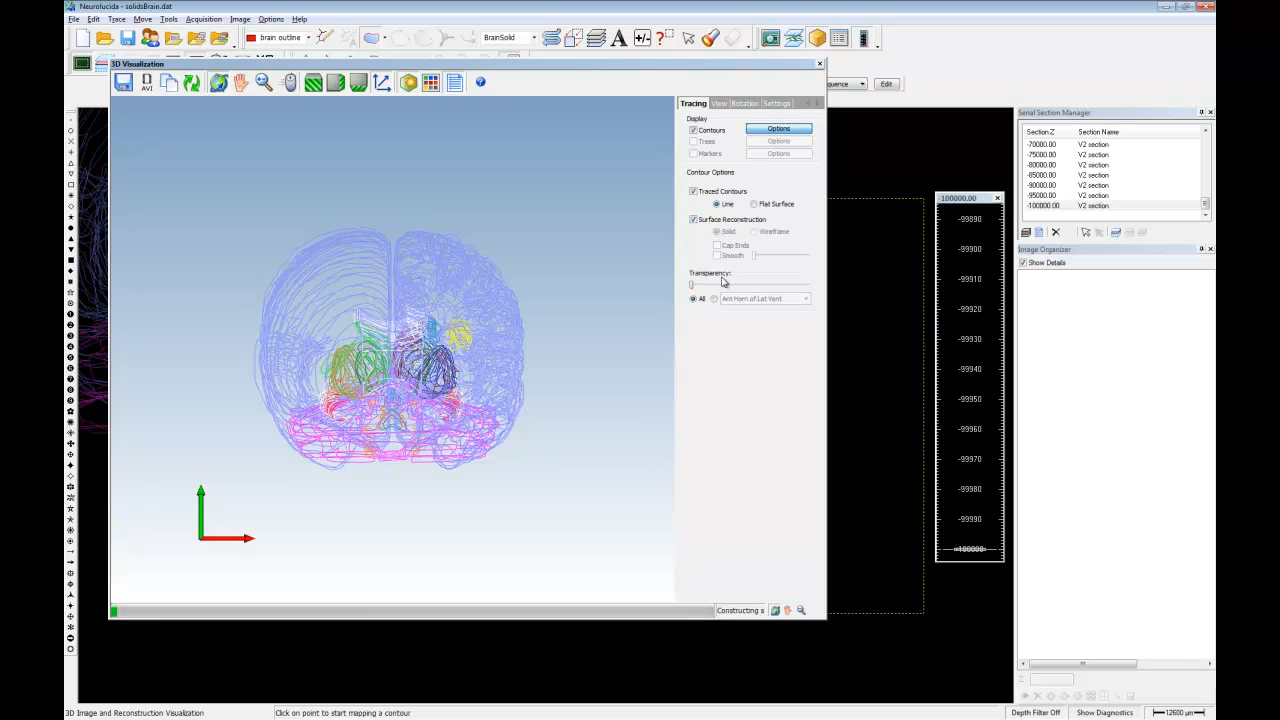 Neurolucida - solidsBrain.dat
File Edit Trace Move Tools Acquisition Image Options Help
brain outline
BrainSolid
3D Visualization
AVI
quence
Edit
Tracing View Rotation Settings
Display
Contours Options
Trees Options
Markers Options
Contour Options
Traced Contours
Line Flat Surface
Surface Reconstruction
Solid Wireframe
Cap Ends
Smooth
Transparency:
All Ant Horn of Lat Vent
Constructing s
Serial Section Manager
Section Z Section Name
-70000.00 V2 section
-75000.00 V2 section
-80000.00 V2 section
-85000.00 V2 section
-90000.00 V2 section
-95000.00 V2 section
-100000.00 V2 section
Image Organizer
Show Details
-100000.00
-99890
-99900
-99910
-99920
-99930
-99940
-99950
-99960
-99970
-99980
-99990
-100000
Z:
3D Image and Reconstruction Visualization
Click on point to start mapping a contour
Depth Filter Off
Show Diagnostics
12600 µm